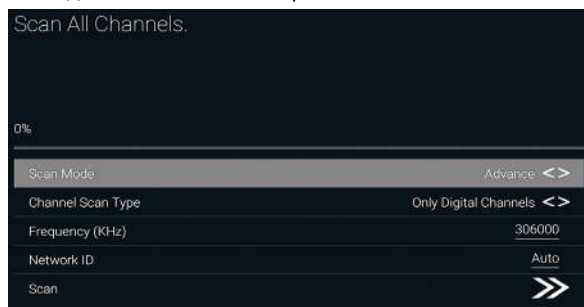 Scan All Channels.
0%
Scan Mode Advance <>
Channel Scan Type Only Digital Channels <>
Frequency (KHz) 306000
Network ID Auto
Scan